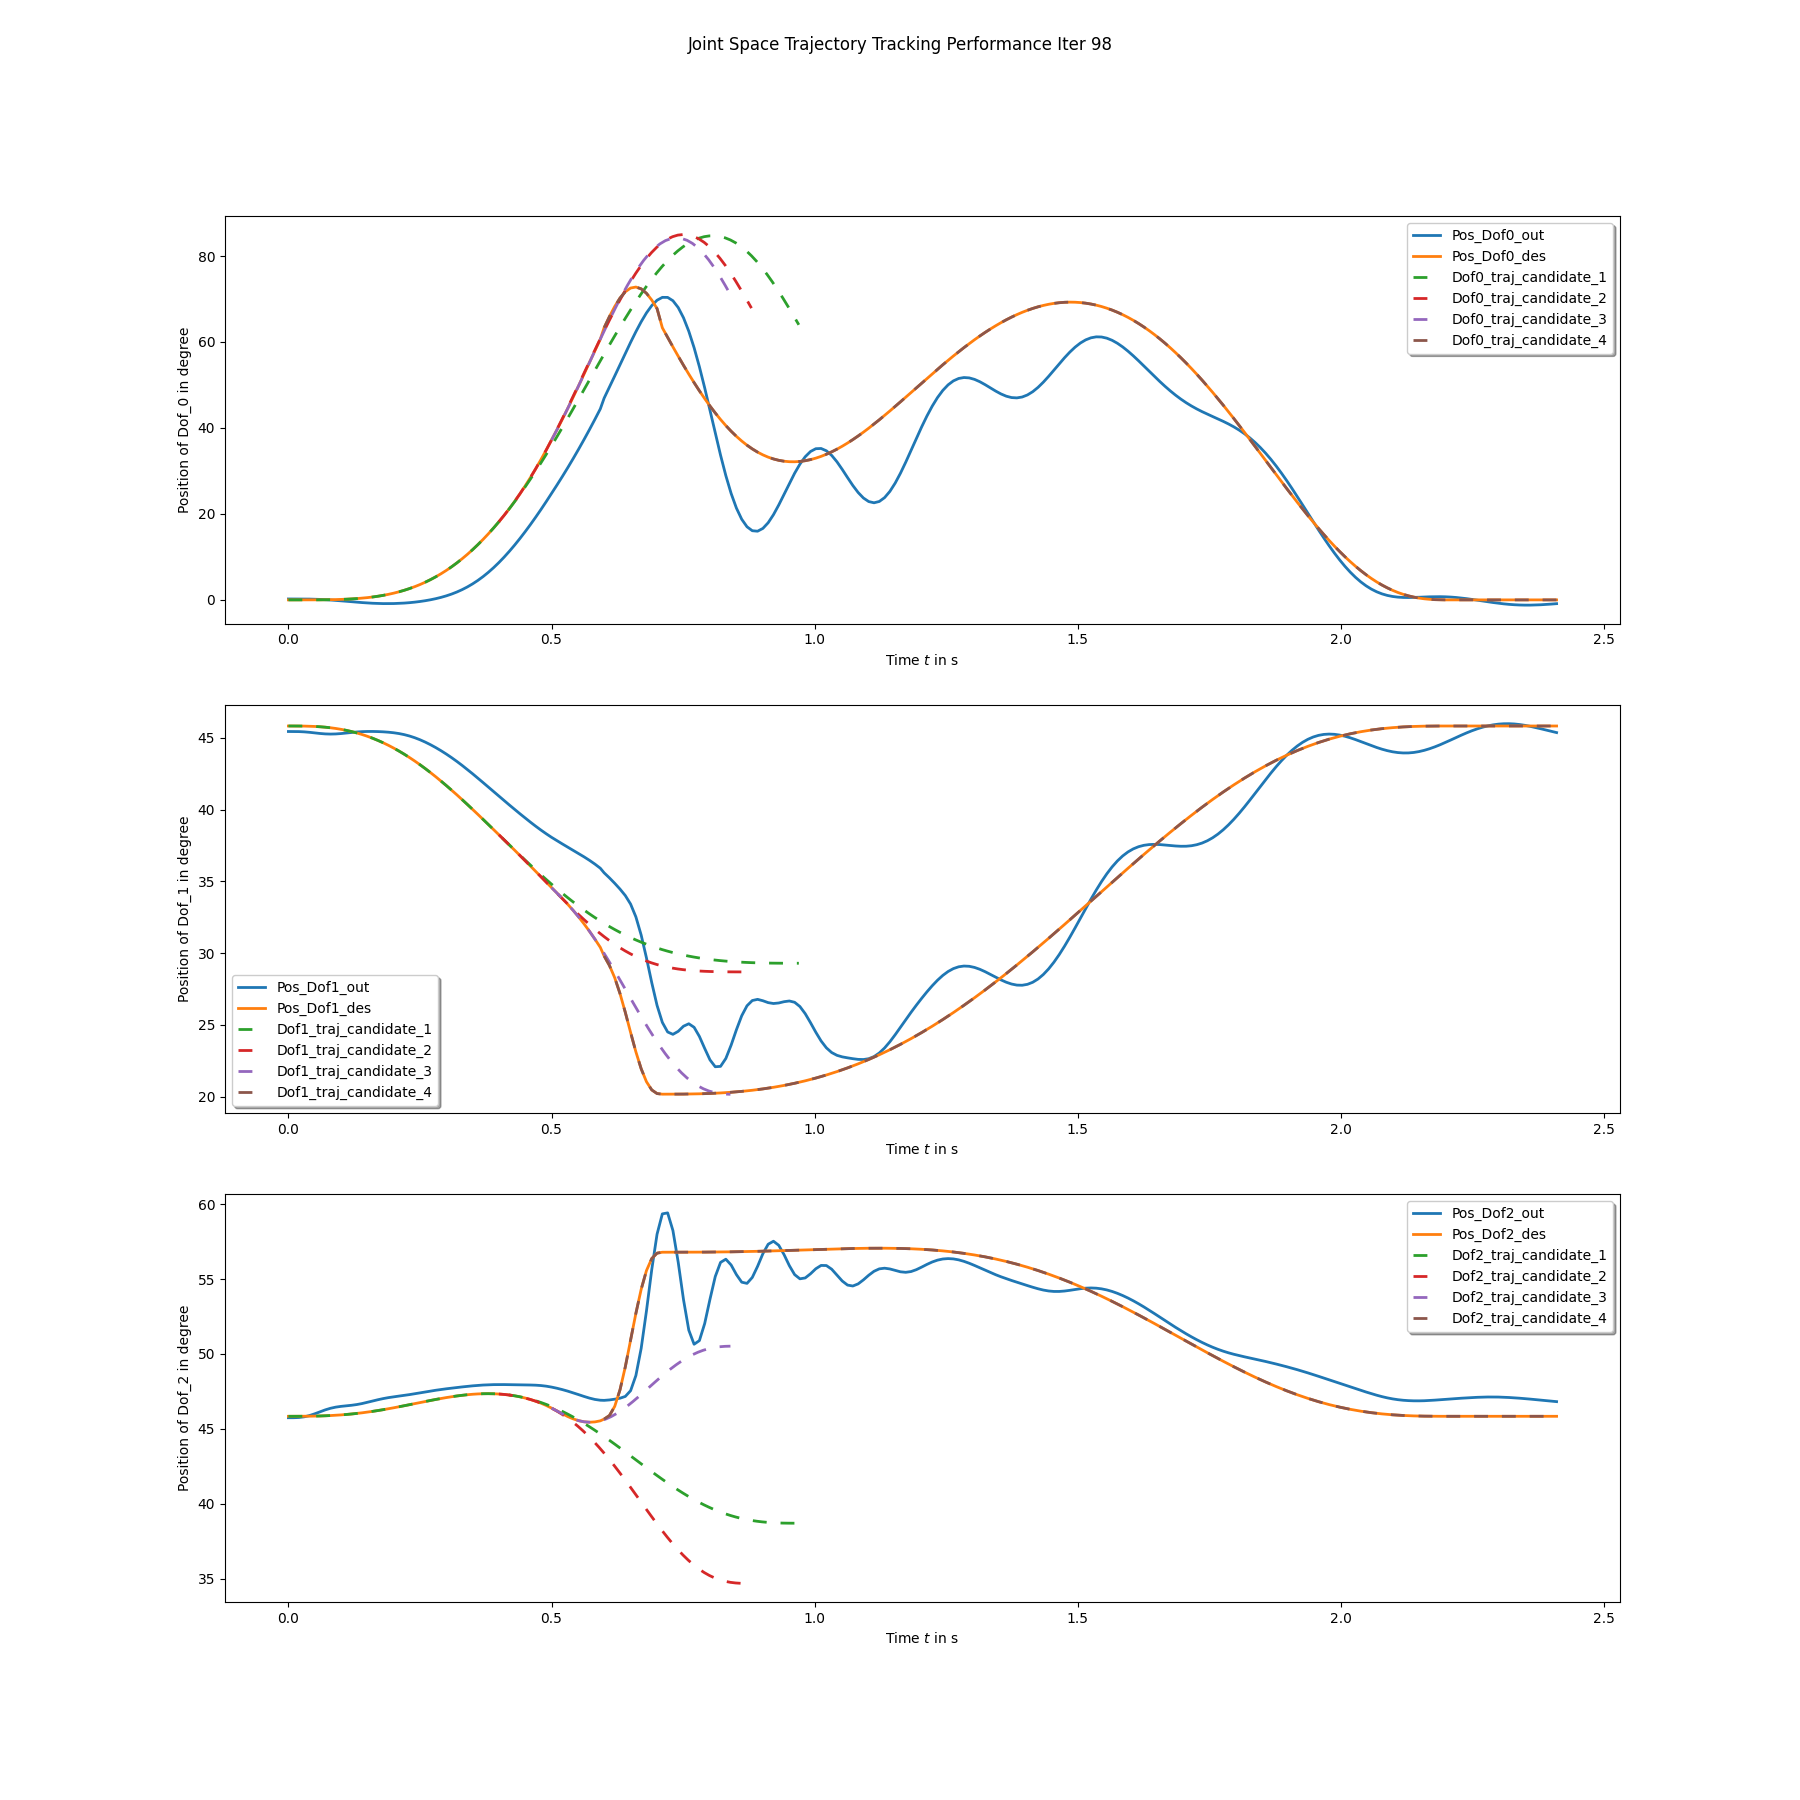 Joint Space Trajectory Tracking Performance Iter 98
Position of Dof_0 in degree
80
60
40
20
0
0.0 0.5 1.0 1.5 2.0 2.5
Time t in s
Pos_Dof0_out
Pos_Dof0_des
Dof0_traj_candidate_1
Dof0_traj_candidate_2
Dof0_traj_candidate_3
Dof0_traj_candidate_4
Position of Dof_1 in degree
45
40
35
30
25
20
0.0 0.5 1.0 1.5 2.0 2.5
Time t in s
Pos_Dof1_out
Pos_Dof1_des
Dof1_traj_candidate_1
Dof1_traj_candidate_2
Dof1_traj_candidate_3
Dof1_traj_candidate_4
Position of Dof_2 in degree
60
55
50
45
40
35
0.0 0.5 1.0 1.5 2.0 2.5
Time t in s
Pos_Dof2_out
Pos_Dof2_des
Dof2_traj_candidate_1
Dof2_traj_candidate_2
Dof2_traj_candidate_3
Dof2_traj_candidate_4